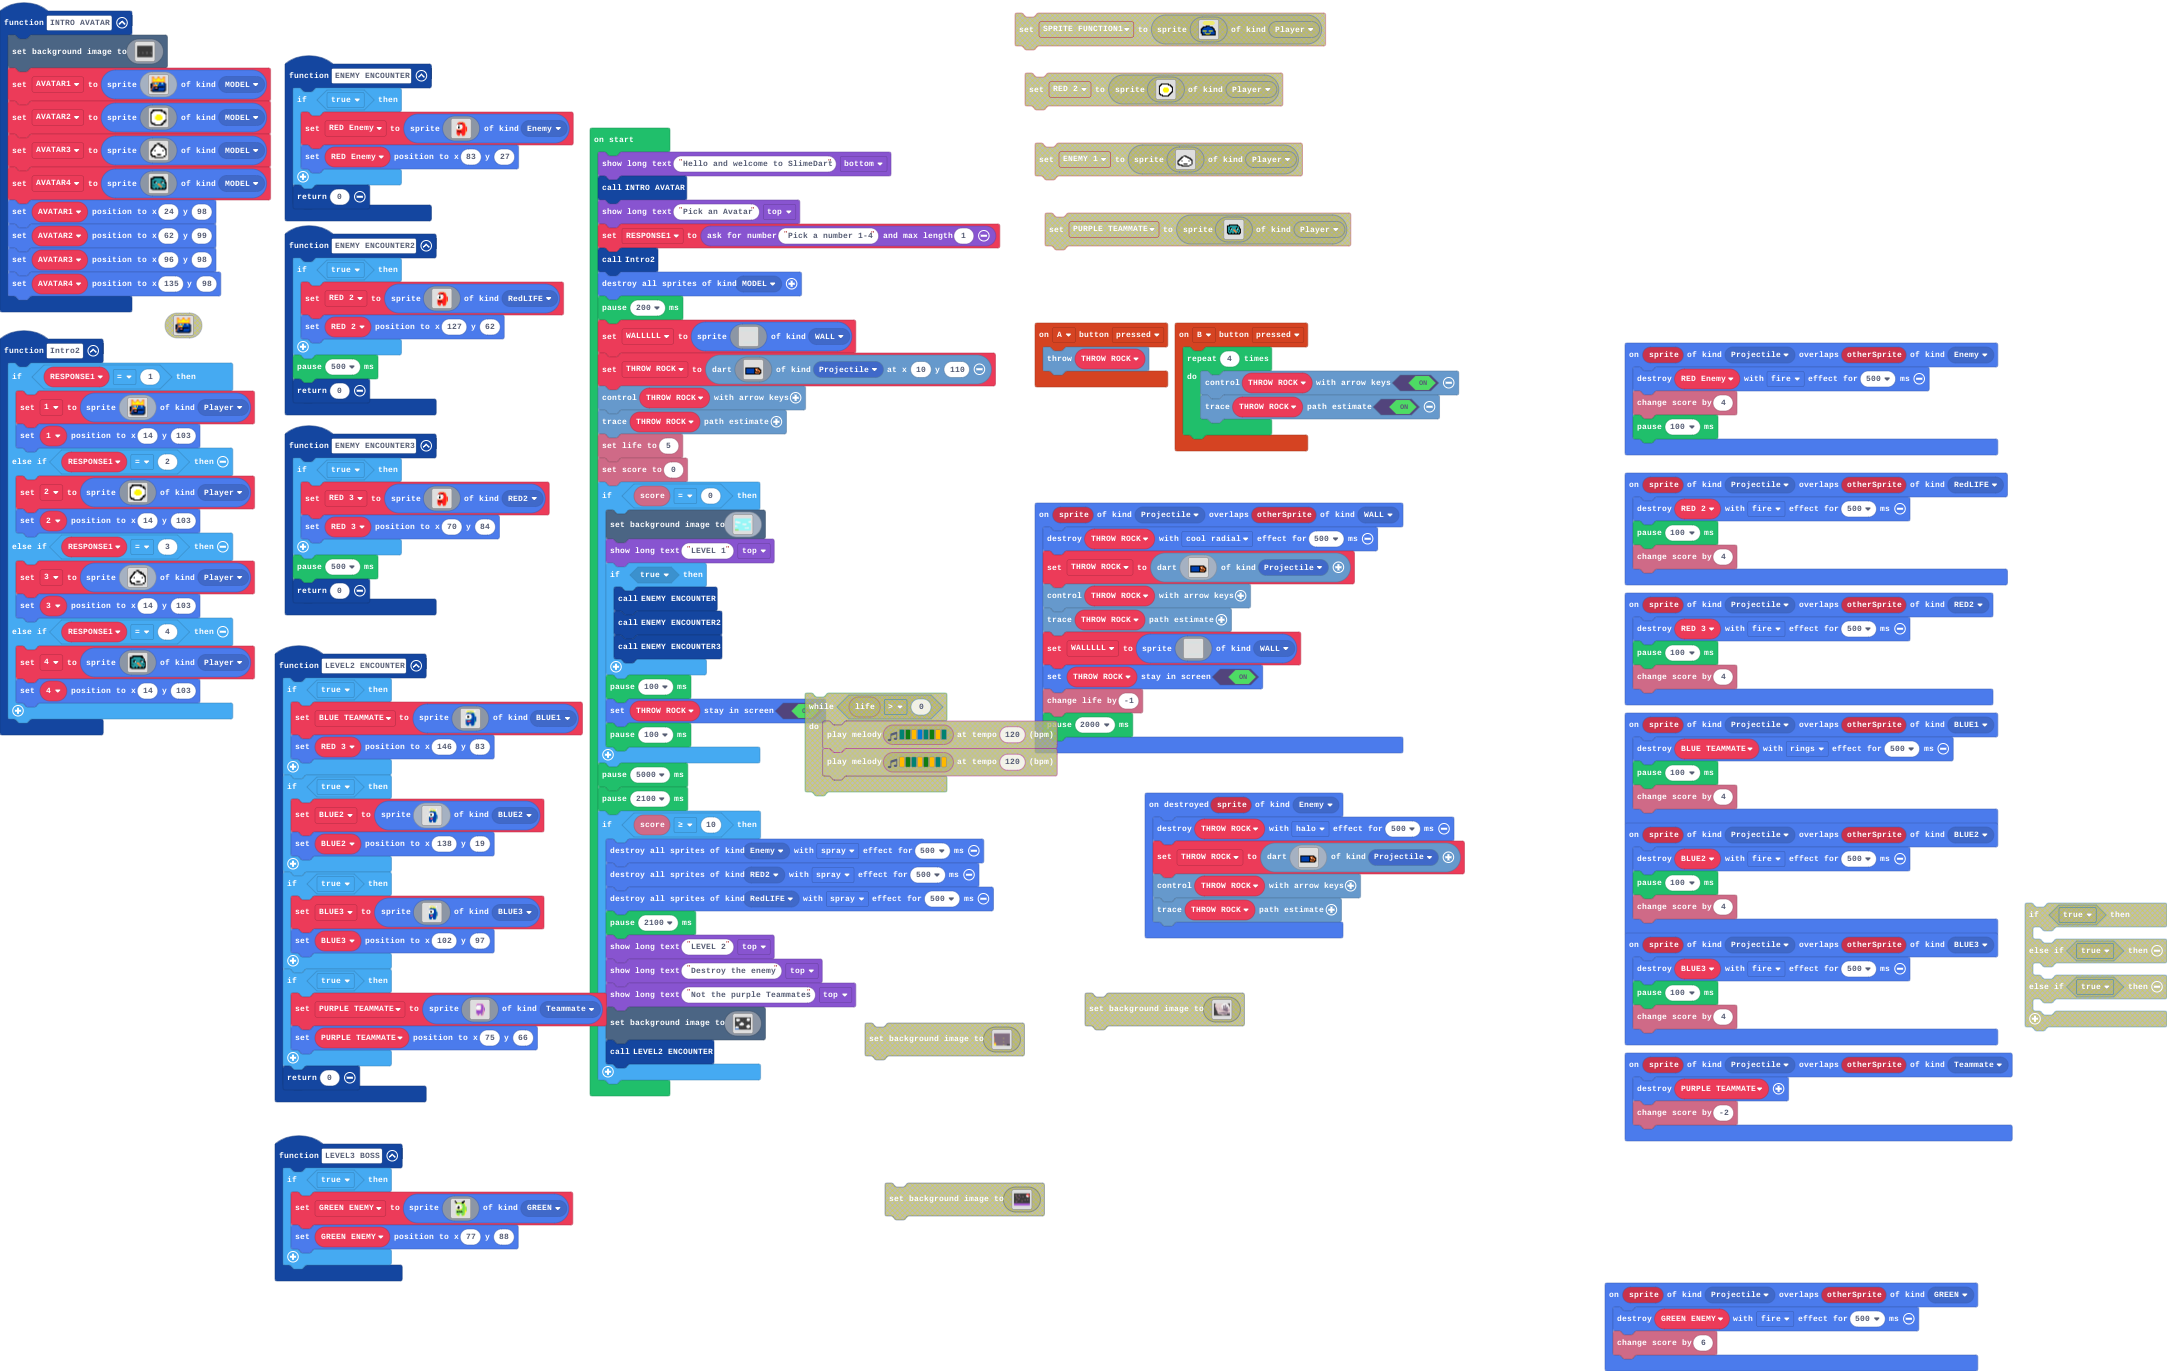 function INTRO AVATAR
set background image to
set AVATAR1 to sprite of kind MODEL
set AVATAR2 to sprite of kind MODEL
set AVATAR3 to sprite of kind MODEL
set AVATAR4 to sprite of kind MODEL
set AVATAR1 position to x 24 y 98
set AVATAR2 position to x 62 y 99
set AVATAR3 position to x 96 y 98
set AVATAR4 position to x 135 y 98
function Intro2
if RESPONSE1 = 1 then
set 1 to sprite of kind Player
set 1 position to x 14 y 103
else if RESPONSE1 = 2 then
set 2 to sprite of kind Player
set 2 position to x 14 y 103
else if RESPONSE1 = 3 then
set 3 to sprite of kind Player
set 3 position to x 14 y 103
else if RESPONSE1 = 4 then
set 4 to sprite of kind Player
set 4 position to x 14 y 103
function ENEMY ENCOUNTER
if true then
set RED Enemy to sprite of kind Enemy
set RED Enemy position to x 83 y 27
return 0
function ENEMY ENCOUNTER2
if true then
set RED 2 to sprite of kind RedLIFE
set RED 2 position to x 127 y 62
pause 500 ms
return 0
function ENEMY ENCOUNTER3
if true then
set RED 3 to sprite of kind RED2
set RED 3 position to x 70 y 84
pause 500 ms
return 0
function LEVEL2 ENCOUNTER
if true then
set BLUE TEAMMATE to sprite of kind BLUE1
set RED 3 position to x 146 y 83
if true then
set BLUE2 to sprite of kind BLUE2
set BLUE2 position to x 138 y 19
if true then
set BLUE3 to sprite of kind BLUE3
set BLUE3 position to x 102 y 97
if true then
set PURPLE TEAMMATE to sprite of kind Teammate
set PURPLE TEAMMATE position to x 75 y 66
return 0
function LEVEL3 BOSS
if true then
set GREEN ENEMY to sprite of kind GREEN
set GREEN ENEMY position to x 77 y 88
on start
show long text "Hello and welcome to SlimeDart" bottom
call INTRO AVATAR
show long text "Pick an Avatar" top
set RESPONSE1 to ask for number "Pick a number 1-4" and max length 1
call Intro2
destroy all sprites of kind MODEL
pause 200 ms
set WALLLLL to sprite of kind WALL
set THROW ROCK to dart of kind Projectile at x 10 y 110
control THROW ROCK with arrow keys
trace THROW ROCK path estimate
set life to 5
set score to 0
if score = 0 then
set background image to
show long text "LEVEL 1" top
if true then
call ENEMY ENCOUNTER
call ENEMY ENCOUNTER2
call ENEMY ENCOUNTER3
pause 100 ms
set THROW ROCK stay in screen
pause 100 ms
pause 5000 ms
pause 2100 ms
if score ≥ 10 then
destroy all sprites of kind Enemy with spray effect for 500 ms
destroy all sprites of kind RED2 with spray effect for 500 ms
destroy all sprites of kind RedLIFE with spray effect for 500 ms
pause 2100 ms
show long text "LEVEL 2" top
show long text "Destroy the enemy" top
show long text "Not the purple Teammates" top
set background image to
call LEVEL2 ENCOUNTER
while life > 0
do
play melody at tempo 120 (bpm)
play melody at tempo 120 (bpm)
set background image to
set background image to
set background image to
set SPRITE FUNCTION1 to sprite of kind Player
set RED 2 to sprite of kind Player
set ENEMY 1 to sprite of kind Player
set PURPLE TEAMMATE to sprite of kind Player
on A button pressed
throw THROW ROCK
on B button pressed
repeat 4 times
do
control THROW ROCK with arrow keys ON
trace THROW ROCK path estimate ON
on sprite of kind Projectile overlaps otherSprite of kind WALL
destroy THROW ROCK with cool radial effect for 500 ms
set THROW ROCK to dart of kind Projectile
control THROW ROCK with arrow keys
trace THROW ROCK path estimate
set WALLLLL to sprite of kind WALL
set THROW ROCK stay in screen ON
change life by -1
2000 ms
on destroyed sprite of kind Enemy
destroy THROW ROCK with halo effect for 500 ms
set THROW ROCK to dart of kind Projectile
control THROW ROCK with arrow keys
trace THROW ROCK path estimate
on sprite of kind Projectile overlaps otherSprite of kind Enemy
destroy RED Enemy with fire effect for 500 ms
change score by 4
pause 100 ms
on sprite of kind Projectile overlaps otherSprite of kind RedLIFE
destroy RED 2 with fire effect for 500 ms
pause 100 ms
change score by 4
on sprite of kind Projectile overlaps otherSprite of kind RED2
destroy RED 3 with fire effect for 500 ms
pause 100 ms
change score by 4
on sprite of kind Projectile overlaps otherSprite of kind BLUE1
destroy BLUE TEAMMATE with rings effect for 500 ms
pause 100 ms
change score by 4
on sprite of kind Projectile overlaps otherSprite of kind BLUE2
destroy BLUE2 with fire effect for 500 ms
pause 100 ms
change score by 4
on sprite of kind Projectile overlaps otherSprite of kind BLUE3
destroy BLUE3 with fire effect for 500 ms
pause 100 ms
change score by 4
on sprite of kind Projectile overlaps otherSprite of kind Teammate
destroy PURPLE TEAMMATE
change score by -2
on sprite of kind Projectile overlaps otherSprite of kind GREEN
destroy GREEN ENEMY with fire effect for 500 ms
change score by 6
if true then
else if true then
else if true then